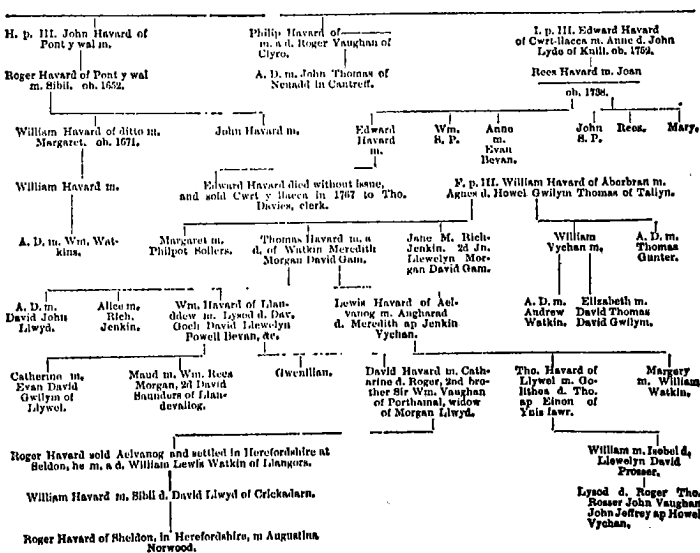 H. p. III. John Havard of
Pont y wal m.
Philip Havard of
m. a d. Roger Vaughan of
Clyro.
I. p. III. Edward Havard
of Cwrt-llacca m. Anne d. John
Lyde of Knill. ob. 1752.
Roger Havard of Pont y wal
m. Sibil. ob. 1652.
A. D. m. John Thomas of
Neuadd in Cantreff.
Rees Havard m. Joan
ob. 1738.
William Havard of ditto m.
Margaret. ob. 1671.
John Havard m.
Edward
Havard
m.
Wm.
S. P.
Anne
m.
Evan
Bevan.
John
S. P.
Rees.
Mary.
William Havard m.
Edward Havard died without issue,
and sold Cwrt y llacca in 1767 to Tho.
Davies, clerk.
F. p. III. William Havard of Aberbran m.
Agnes d. Howel Gwilym Thomas of Tallyn.
A. D. m. Wm. Wat-
kins.
Margaret m.
Philpot Sollers.
Thomas Havard m. a
d. of Watkin Meredith
Morgan David Gam.
Jane M. Rich-
Jenkin. 2d Jn.
Llewelyn Mor-
gan David Gam.
William
Vychan m.
A. D. m.
Thomas
Gunter.
A. D. m.
David John
Llwyd.
Alice m.
Rich.
Jenkin.
Wm. Havard of Llan-
ddew m. Lysod d. Dav.
Goch David Llewelyn
Powell Bevan, &c.
Lewis Havard of Ael-
vanog m. Angharad
d. Meredith ap Jenkin
Vychan.
A. D. m.
Andrew
Watkin.
Elizabeth m.
David Thomas
David Gwilym.
Catherine m.
Evan David
Gwilym of
Llywel.
Maud m. Wm. Rees
Morgan, 2d David
Saunders of Llan-
devallog.
Gwenllian.
David Havard m. Cath-
arine d. Roger, 2nd bro-
ther Sir Wm. Vaughan
of Porthamal, widow
of Morgan Llwyd.
Tho. Havard of
Llywel m. Go-
lithea d. Tho.
ap Einon of
Ynis fawr.
Margery
m. William
Watkin.
Roger Havard sold Aelvanog and settled in Herefordshire at
Seldon, he m. a d. William Lewis Watkin of Llangors.
William m. Isobel d.
Llewelyn David
Prosser.
William Havard m. Sibli d. David Llwyd of Crickadarn.
Lysod d. Roger Tho.
Rosser John Vaughan
John Jeffrey ap Howel
Vychan.
Roger Havard of Sheldon, in Herefordshire, m Augustina
Norwood.